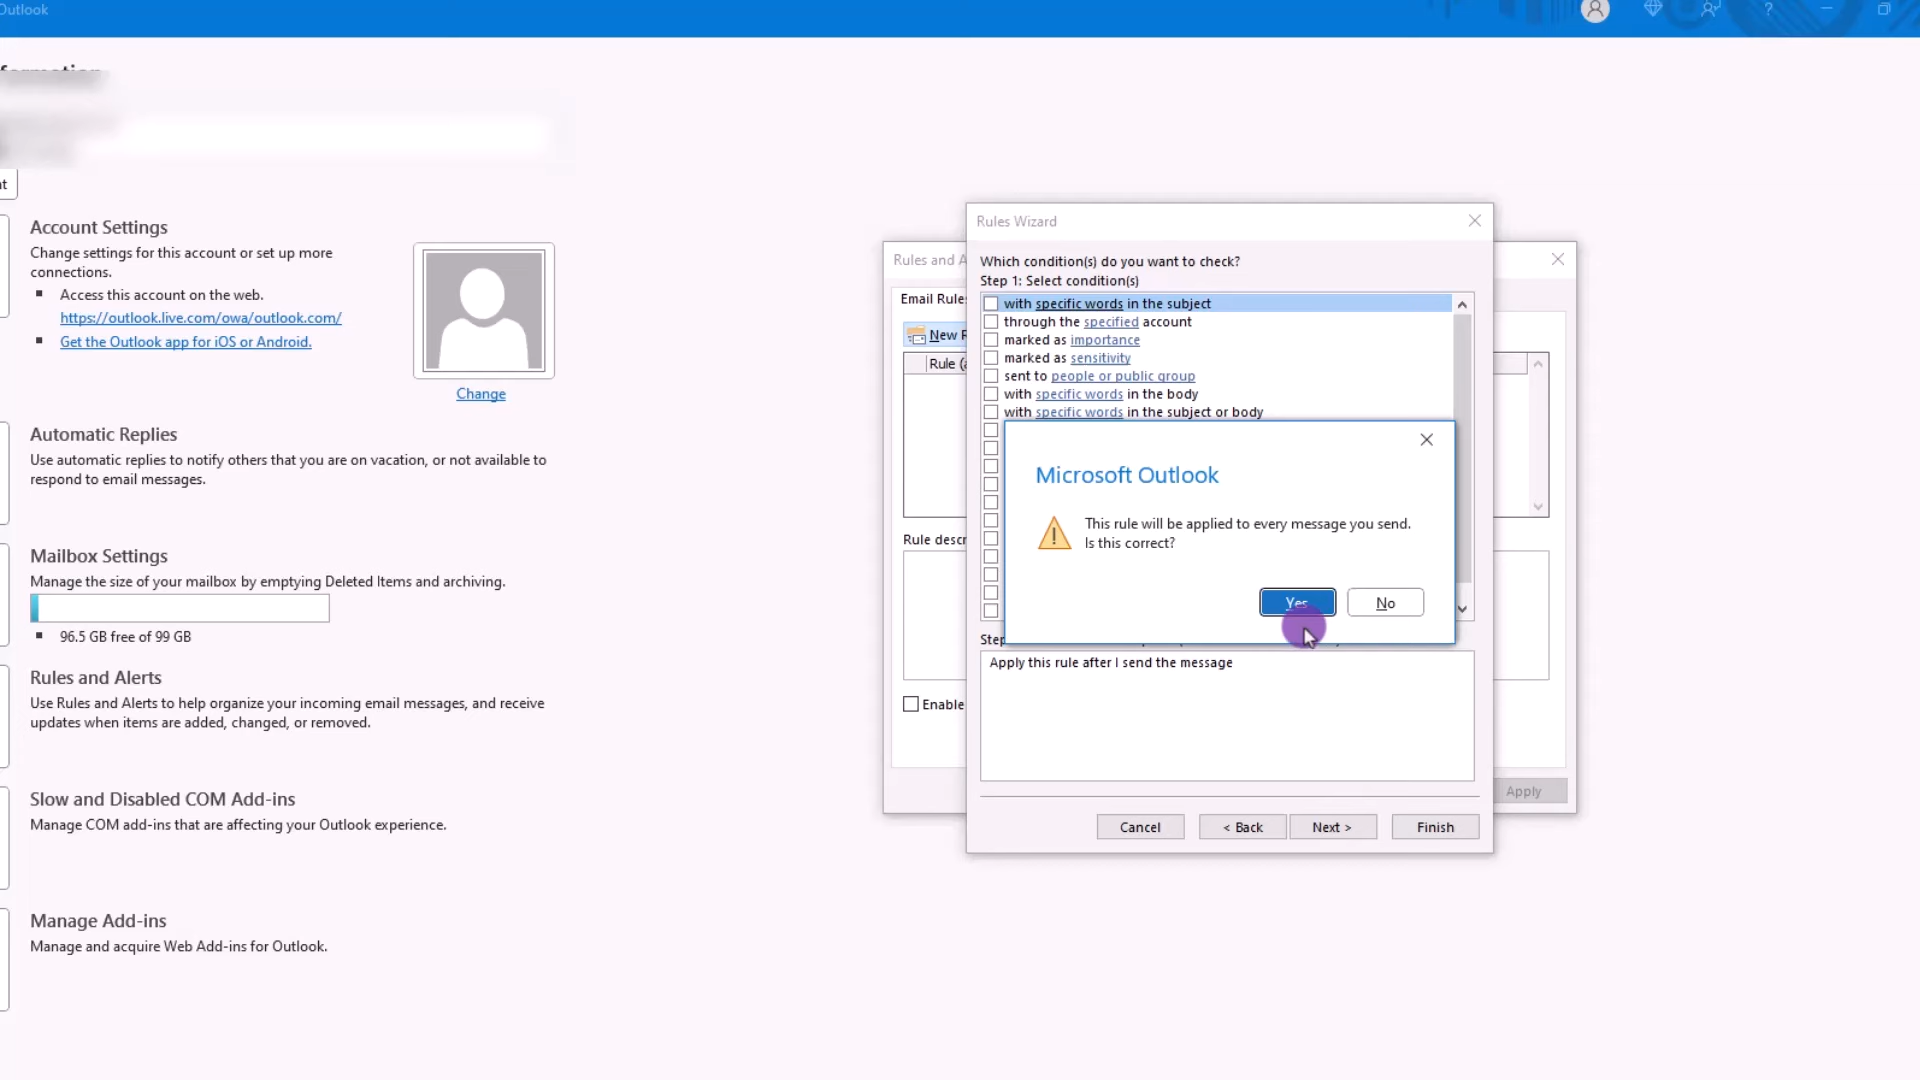 Outlook
Account Settings
Change settings for this account or set up more
connections.
Access this account on the web.
https://outlook.live.com/owa/outlook.com/
Get the Outlook app for iOS or Android.
Change
Automatic Replies
Use automatic replies to notify others that you are on vacation, or not available to
respond to email messages.
Mailbox Settings
Manage the size of your mailbox by emptying Deleted Items and archiving.
96.5 GB free of 99 GB
Rules and Alerts
Use Rules and Alerts to help organize your incoming email messages, and receive
updates when items are added, changed, or removed.
Slow and Disabled COM Add-ins
Manage COM add-ins that are affecting your Outlook experience.
Manage Add-ins
Manage and acquire Web Add-ins for Outlook.
Rules and A
Email Rules
New R
Rule (a
Rule descr
Enable
Apply
Rules Wizard
Which condition(s) do you want to check?
Step 1: Select condition(s)
with specific words in the subject
through the specified account
marked as importance
marked as sensitivity
sent to people or public group
with specific words in the body
with specific words in the subject or body
Microsoft Outlook
This rule will be applied to every message you send.
Is this correct?
Yes
No
Step
Apply this rule after I send the message
Cancel
< Back
Next >
Finish